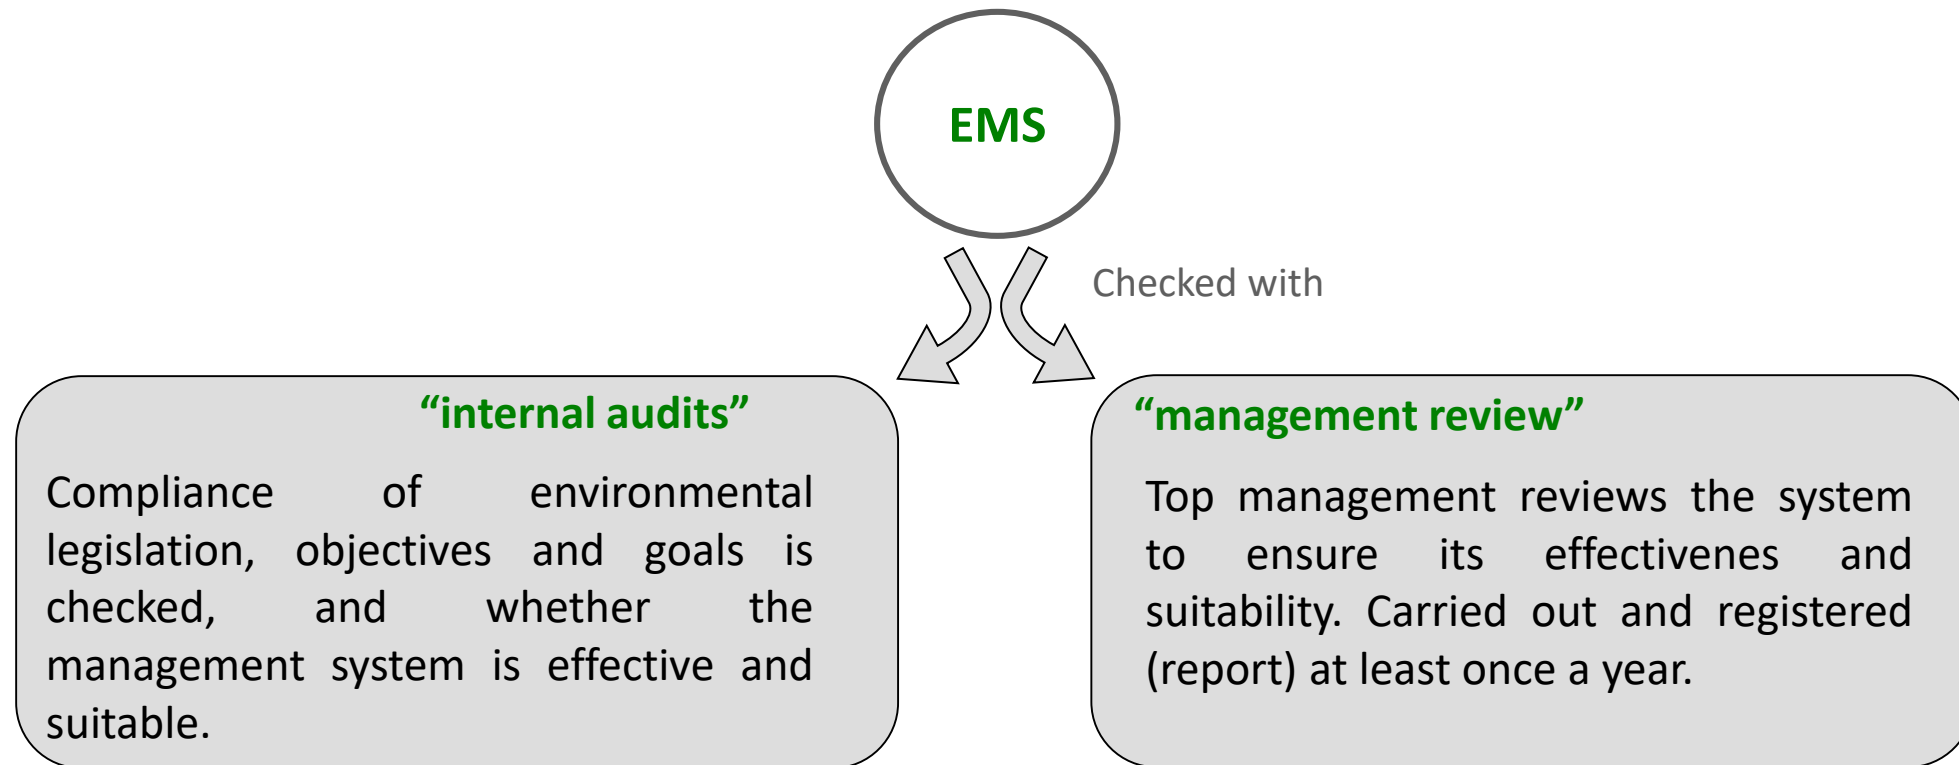 EMS
Checked with
“internal audits”
Compliance of environmental
legislation, objectives and goals is
checked, and whether the
management system is effective and
suitable.
“management review”
Top management reviews the system
to ensure its effectivenes and
suitability. Carried out and registered
(report) at least once a year.